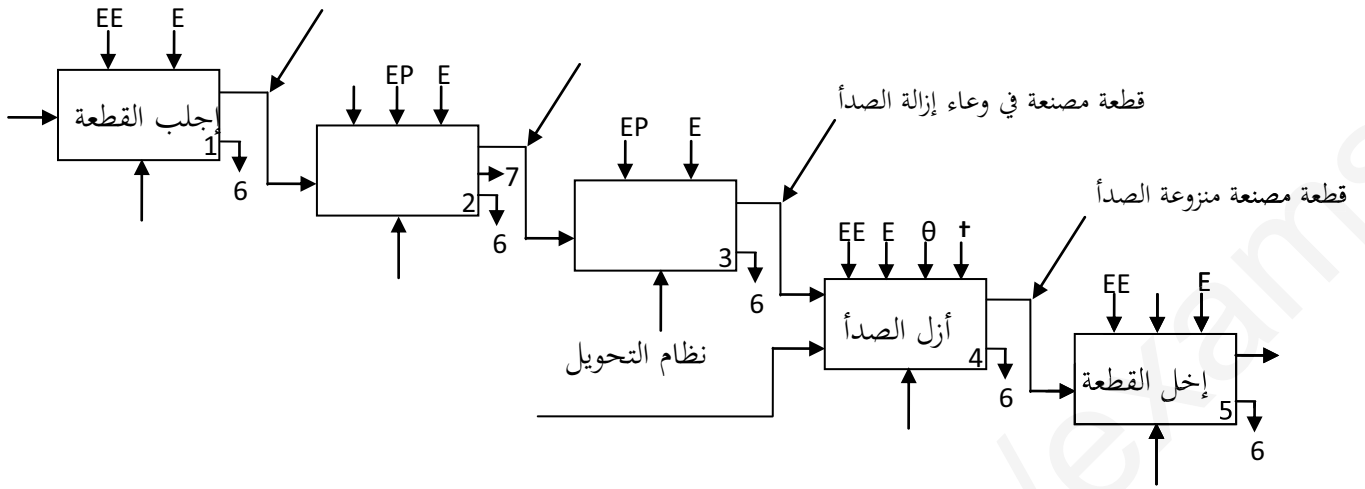 EE E
إجلب القطعة
1
6
EP E
2
7
6
EP E
3
6
نظام التحويل
قطعة مصنعة في وعاء إزالة الصدأ
EE E θ t
أزل الصدأ
4
6
قطعة مصنعة منزوعة الصدأ
EE E
إخل القطعة
5
6
/exams